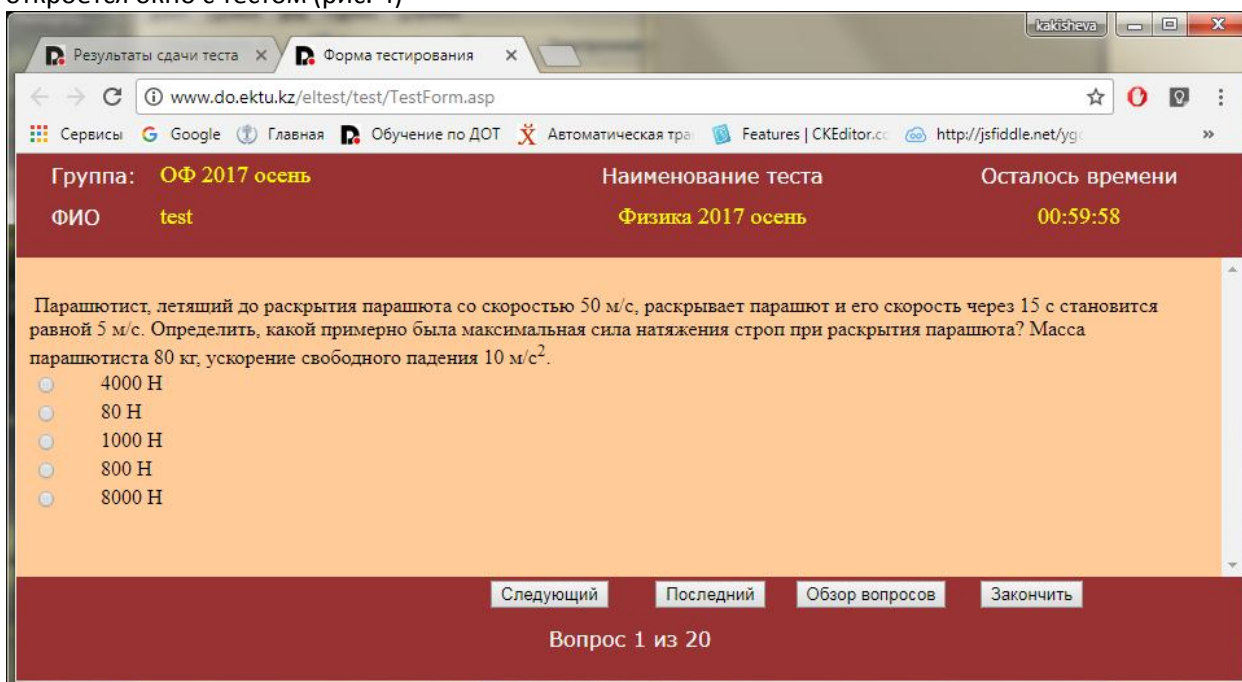 откроется окно с тестом (рис. 4)
kakisheva
Результаты сдачи теста
Форма тестирования
www.do.ektu.kz/eltest/test/TestForm.asp
Сервисы Google Главная Обучение по ДОТ Автоматическая тра Features | CKEditor.cc http://jsfiddle.net/yg »
Группа: ОФ 2017 осень Наименование теста Осталось времени
ФИО test Физика 2017 осень 00:59:58
Парашютист, летящий до раскрытия парашюта со скоростью 50 м/с, раскрывает парашют и его скорость через 15 с становится
равной 5 м/с. Определить, какой примерно была максимальная сила натяжения строп при раскрытия парашюта? Масса
парашютиста 80 кг, ускорение свободного падения 10 м/с².
4000 Н
80 Н
1000 Н
800 Н
8000 Н
Следующий Последний Обзор вопросов Закончить
Вопрос 1 из 20